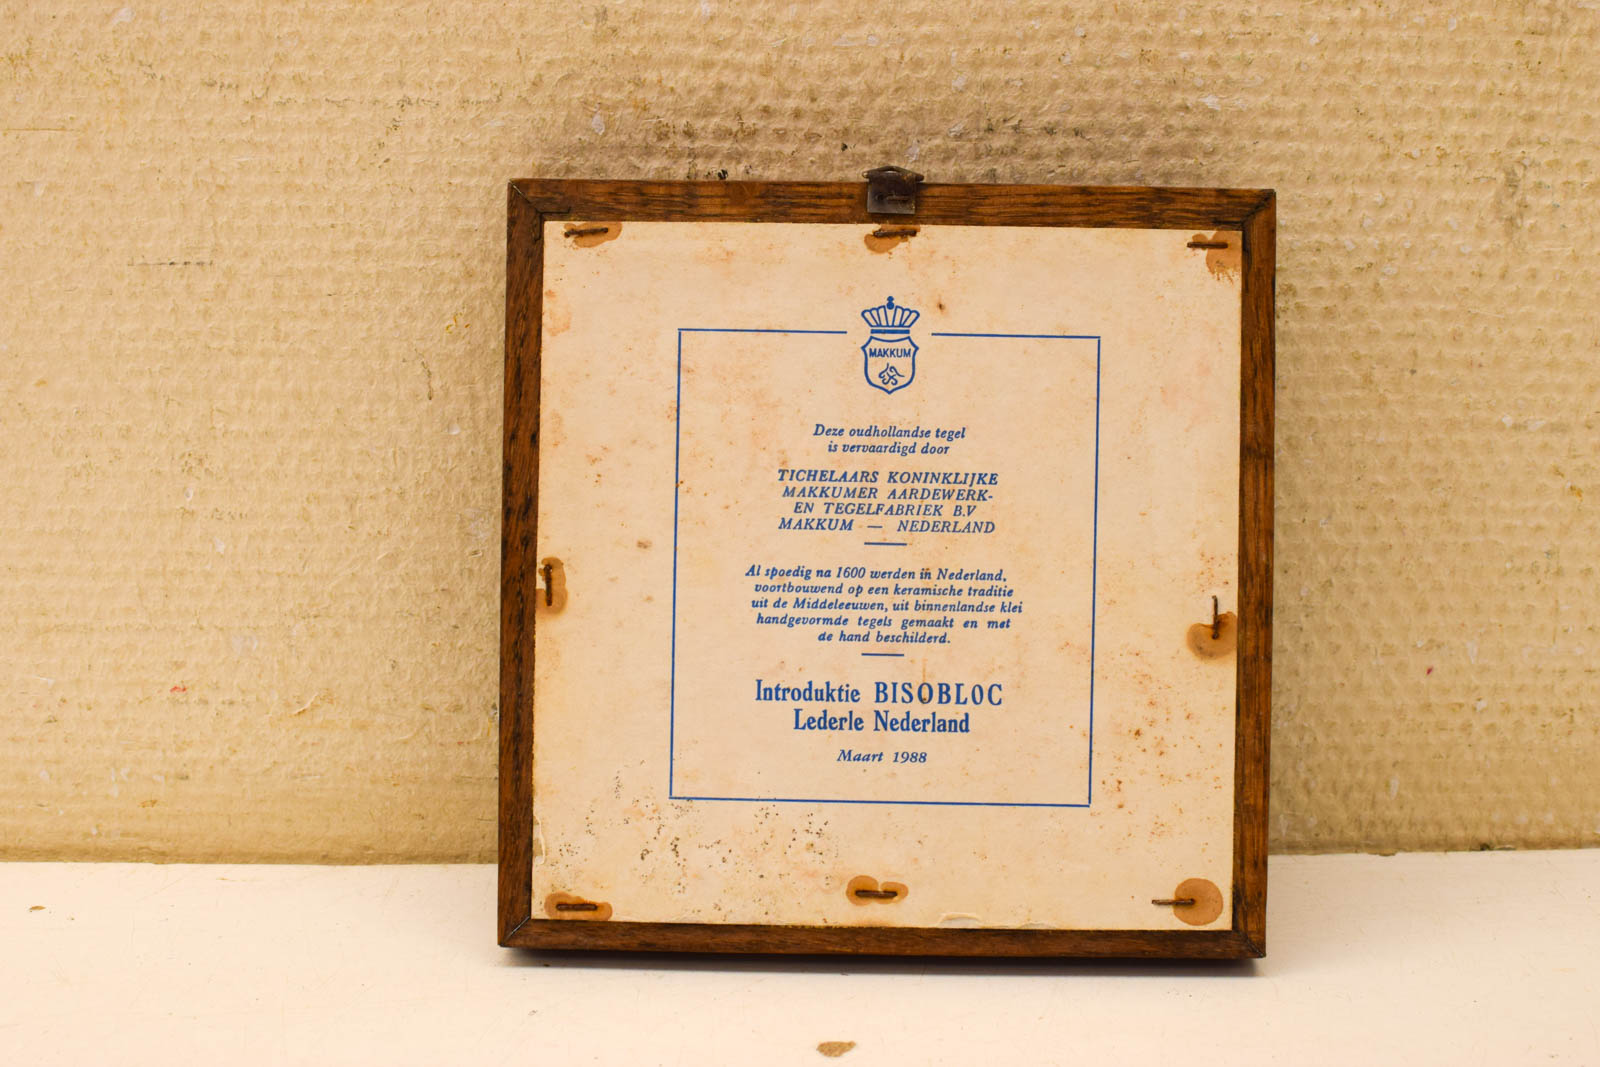 MAKKUM
Deze oudhollandse tegel
is vervaardigd door
TICHELAARS KONINKLIJKE
MAKKUMER AARDEWERK-
EN TEGELFABRIEK B.V
MAKKUM — NEDERLAND
Al spoedig na 1600 werden in Nederland,
voortbouwend op een keramische traditie
uit de Middeleeuwen, uit binnenlandse klei
handgevormde tegels gemaakt en met
de hand beschilderd.
Introduktie BISOBLOC
Lederle Nederland
Maart 1988